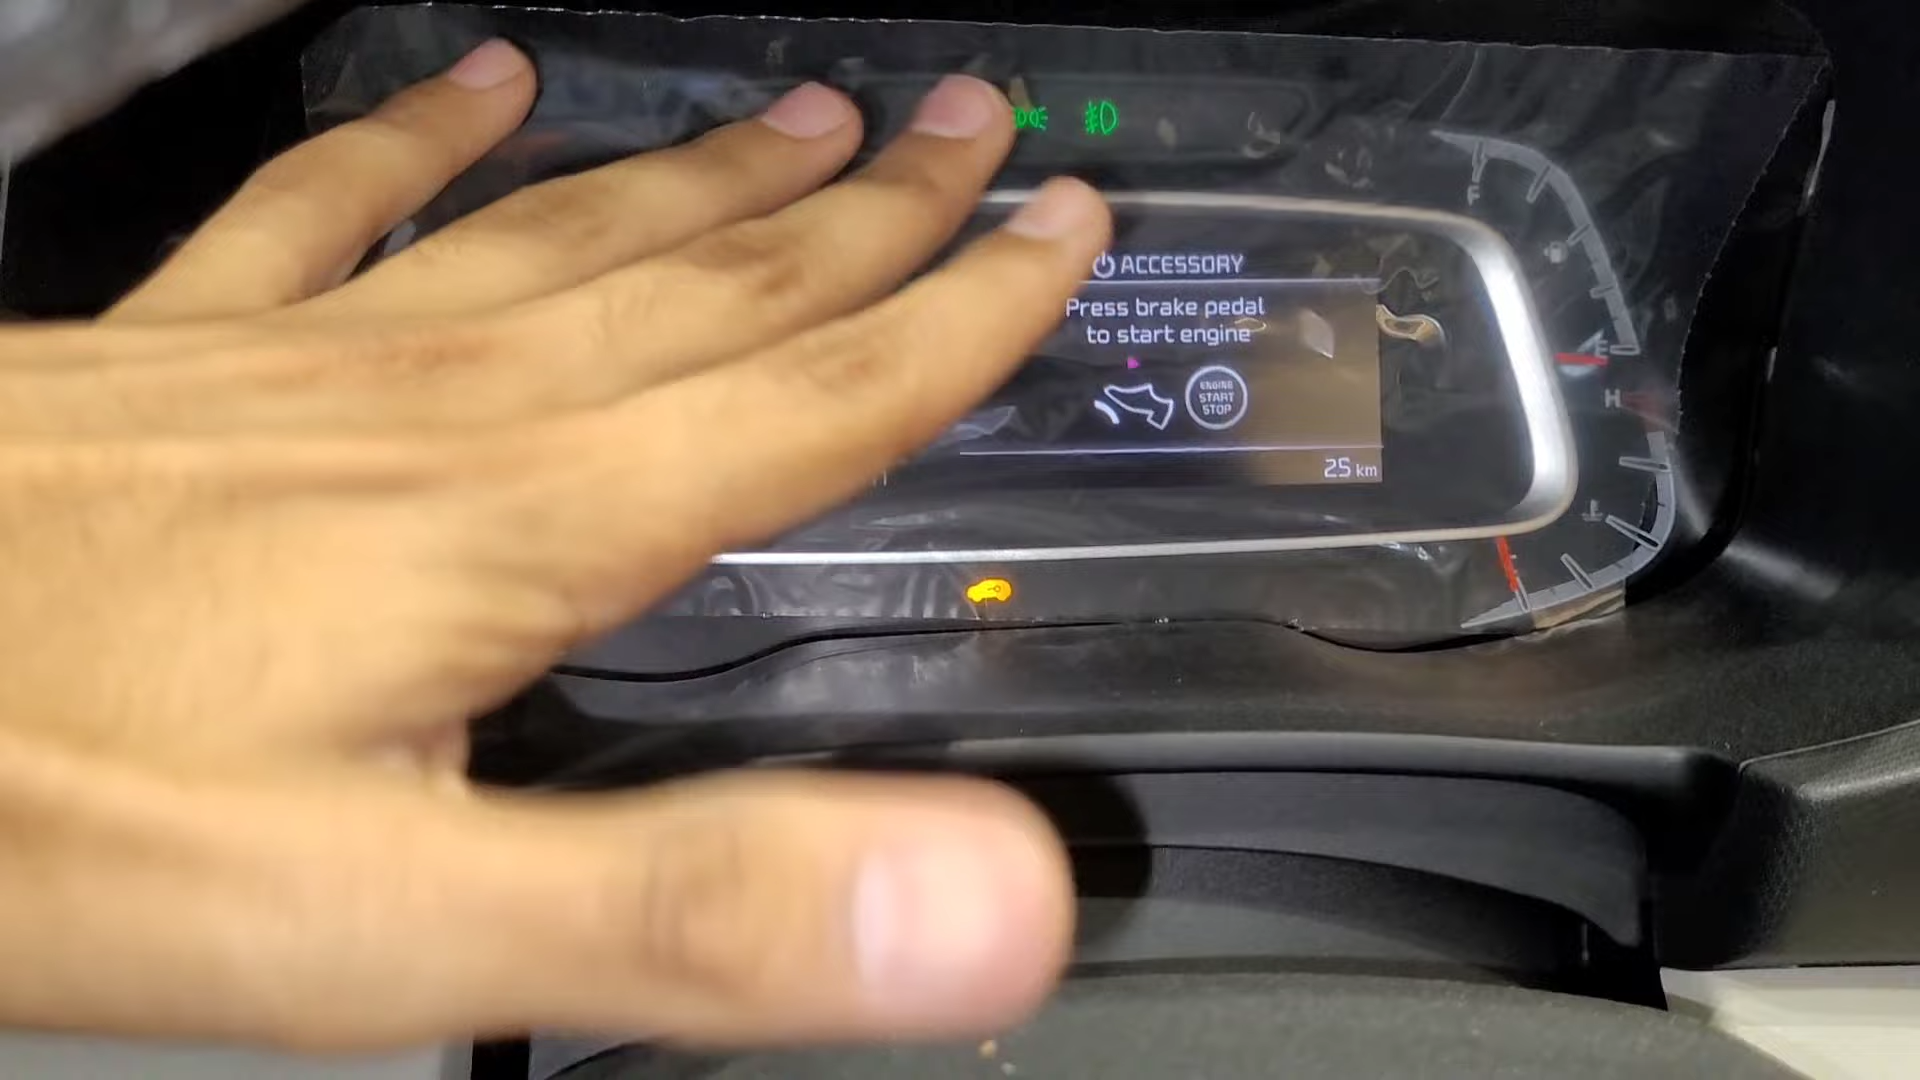 F
ACCESSORY
Press brake pedal
to start engine
E
H
ENGINE
START
STOP
25 km